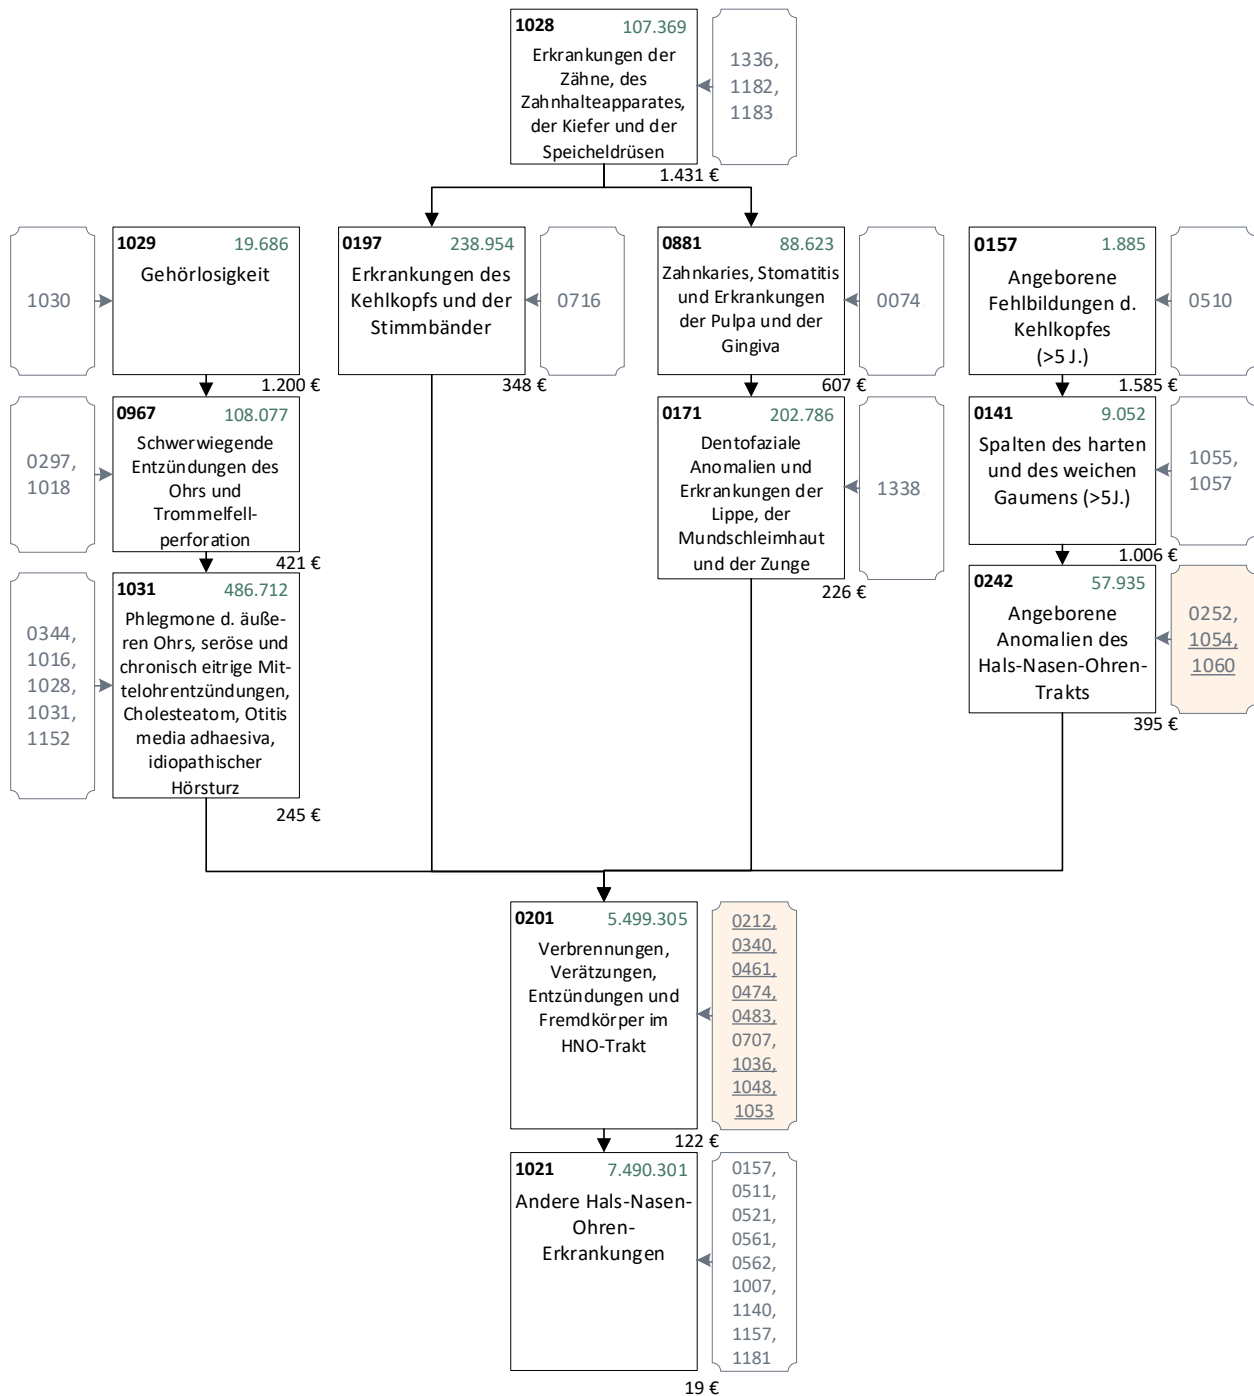 1028 107.369
Erkrankungen der
Zähne, des
Zahnhalteapparates,
der Kiefer und der
Speicheldrüsen
1336,
1182,
1183
1.431 €
1030
1029 19.686
Gehörlosigkeit
1.200 €
0197 238.954
Erkrankungen des
Kehlkopfs und der
Stimmbänder
0716
348 €
0881 88.623
Zahnkaries, Stomatitis
und Erkrankungen
der Pulpa und der
Gingiva
0074
607 €
0157 1.885
Angeborene
Fehlbildungen d.
Kehlkopfes
(>5 J.)
0510
1.585 €
0297,
1018
0967 108.077
Schwerwiegende
Entzündungen des
Ohrs und
Trommelfell-
perforation
421 €
0171 202.786
Dentofaziale
Anomalien und
Erkrankungen der
Lippe, der
Mundschleimhaut
und der Zunge
1338
226 €
0141 9.052
Spalten des harten
und des weichen
Gaumens (>5J.)
1055,
1057
1.006 €
0344,
1016,
1028,
1031,
1152
1031 486.712
Phlegmone d. äuße-
ren Ohrs, seröse und
chronisch eitrige Mit-
telohrentzündungen,
Cholesteatom, Otitis
media adhaesiva,
idiopathischer
Hörsturz
245 €
0242 57.935
Angeborene
Anomalien des
Hals-Nasen-Ohren-
Trakts
0252,
1054,
1060
395 €
0201 5.499.305
Verbrennungen,
Verätzungen,
Entzündungen und
Fremdkörper im
HNO-Trakt
0212,
0340,
0461,
0474,
0483,
0707,
1036,
1048,
1053
122 €
1021 7.490.301
Andere Hals-Nasen-
Ohren-
Erkrankungen
0157,
0511,
0521,
0561,
0562,
1007,
1140,
1157,
1181
19 €